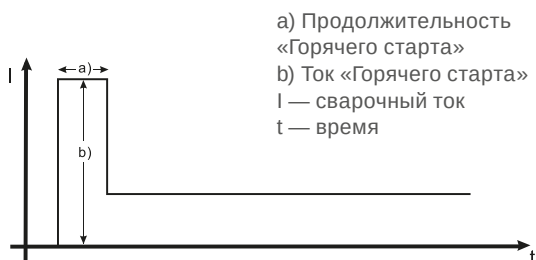 a) Продолжительность
«Горячего старта»
b) Ток «Горячего старта»
I — сварочный ток
t — время
I
a)
b)
t